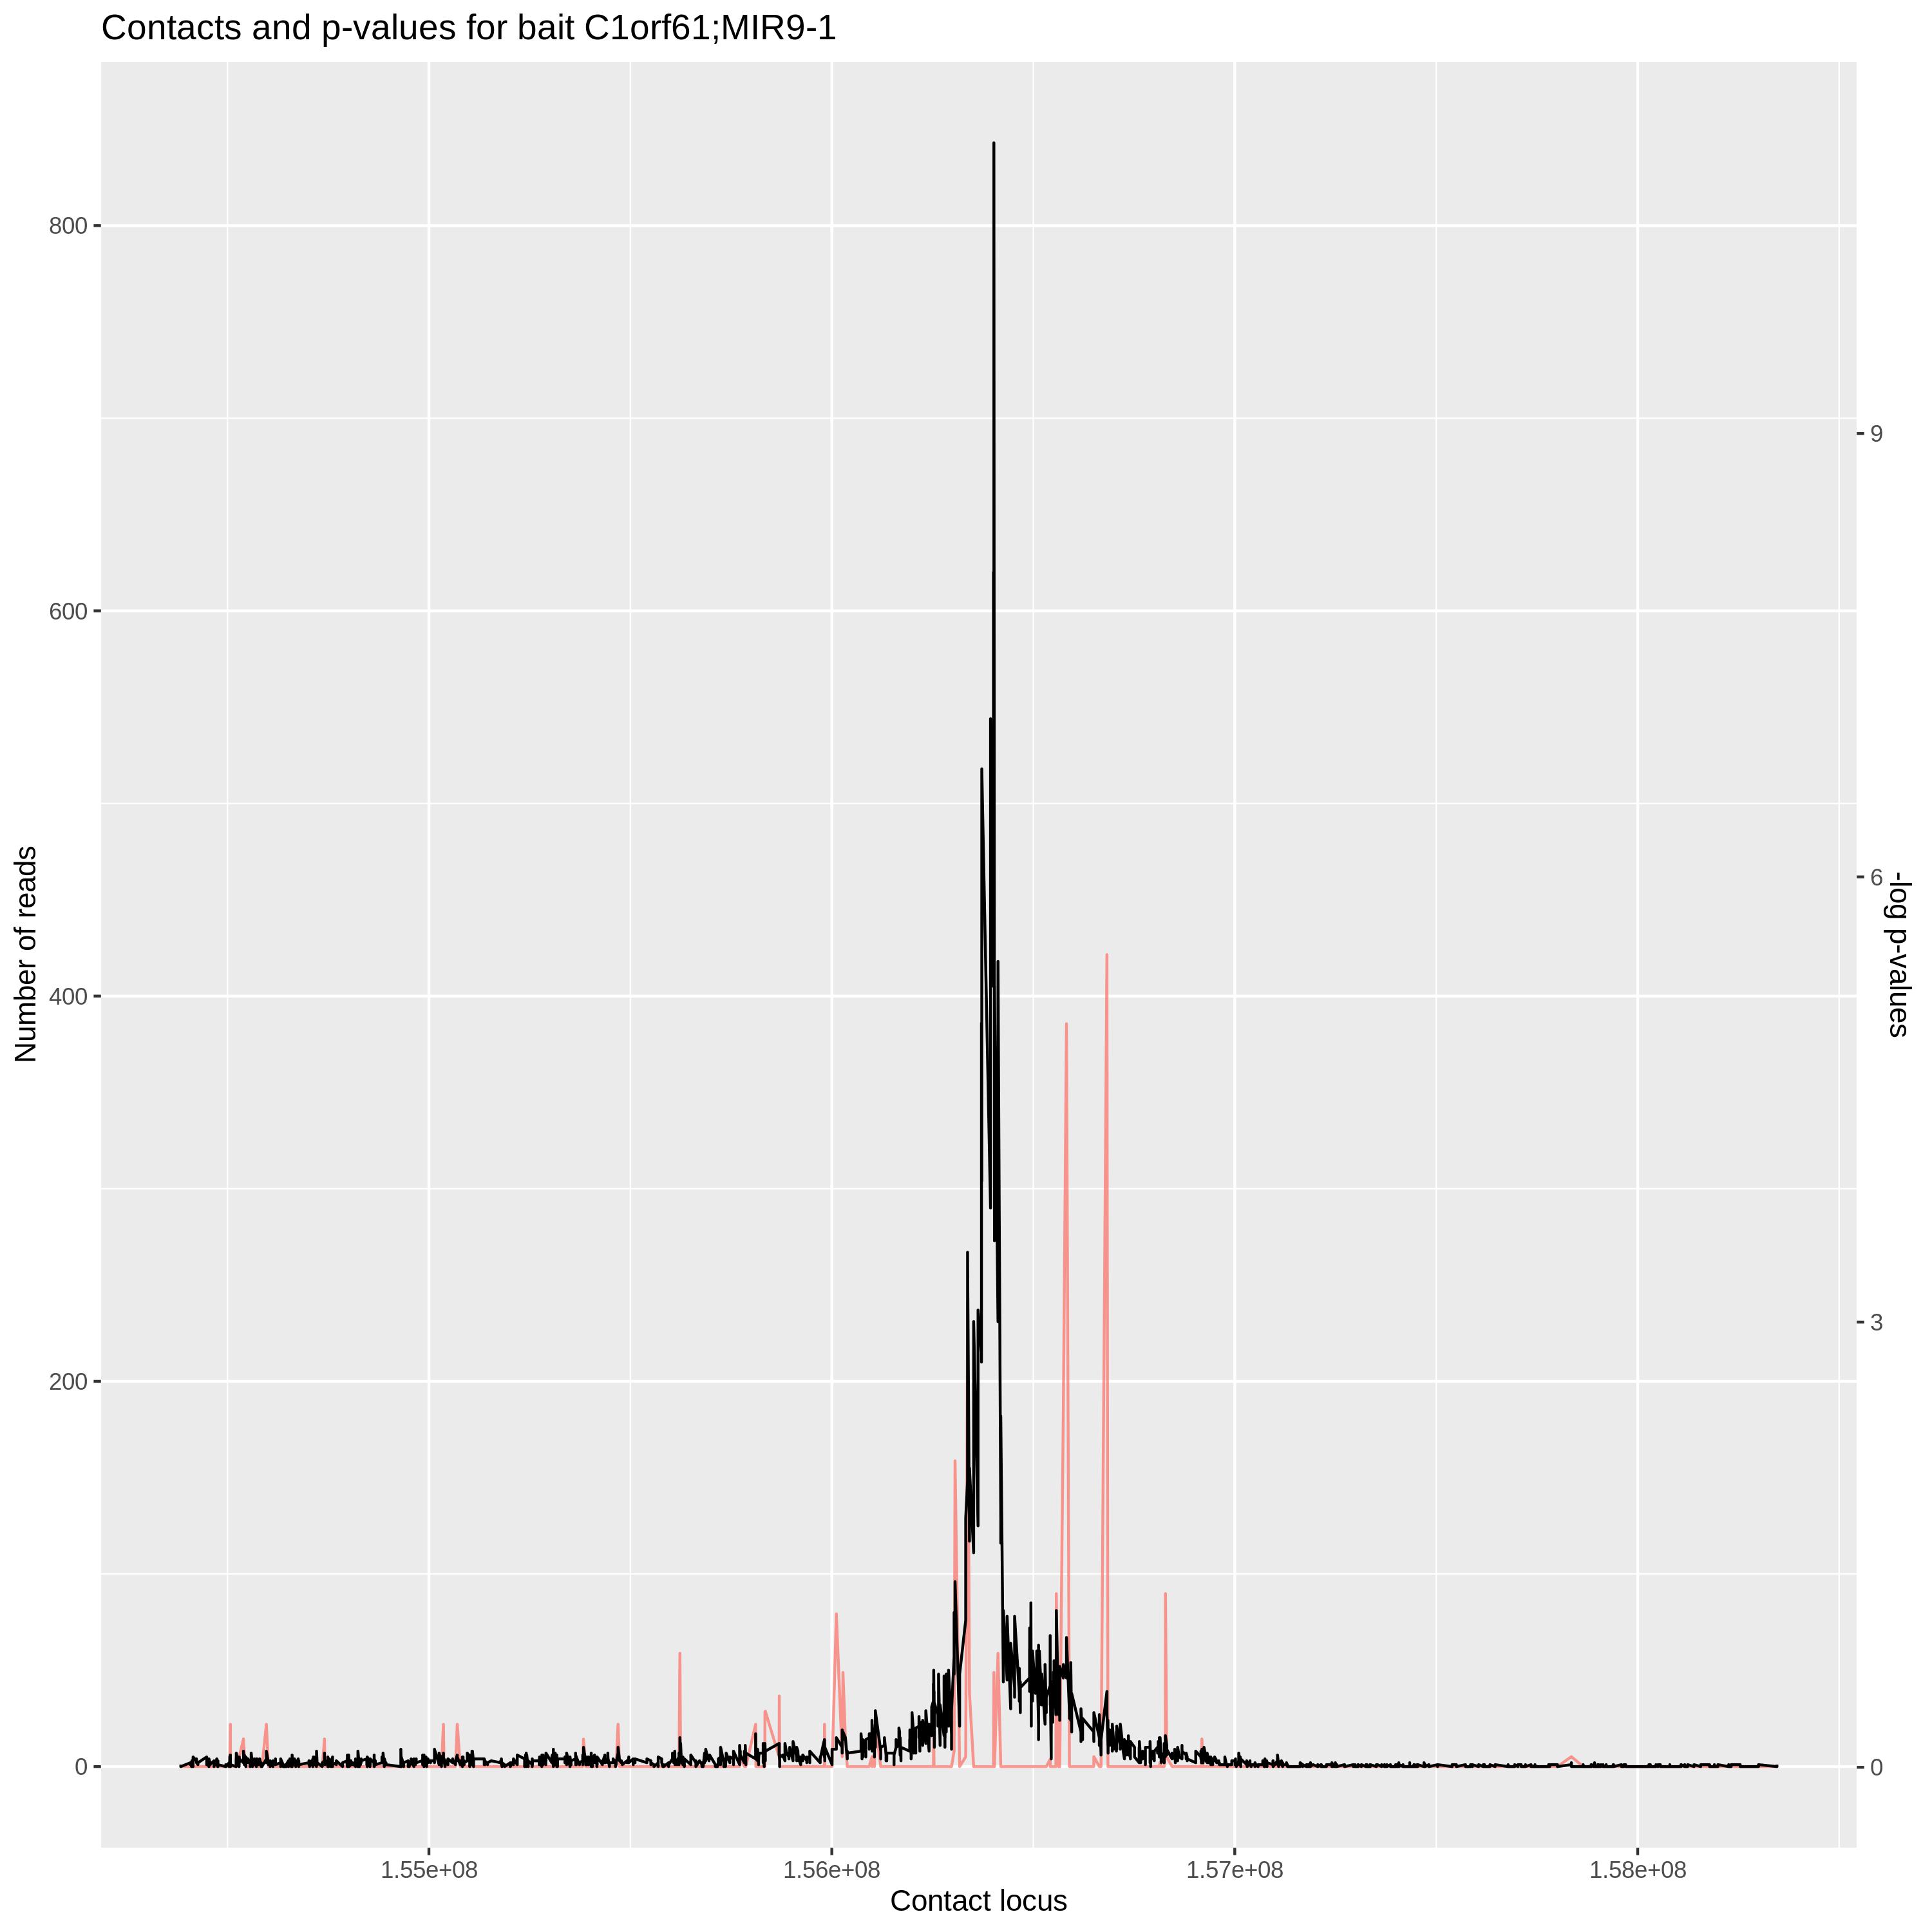 Contacts and p-values for bait C1orf61;MIR9-1
800
600
400
200
0
Number of reads
9
6
3
0
-log p-values
1.55e+08
1.56e+08
1.57e+08
1.58e+08
Contact locus